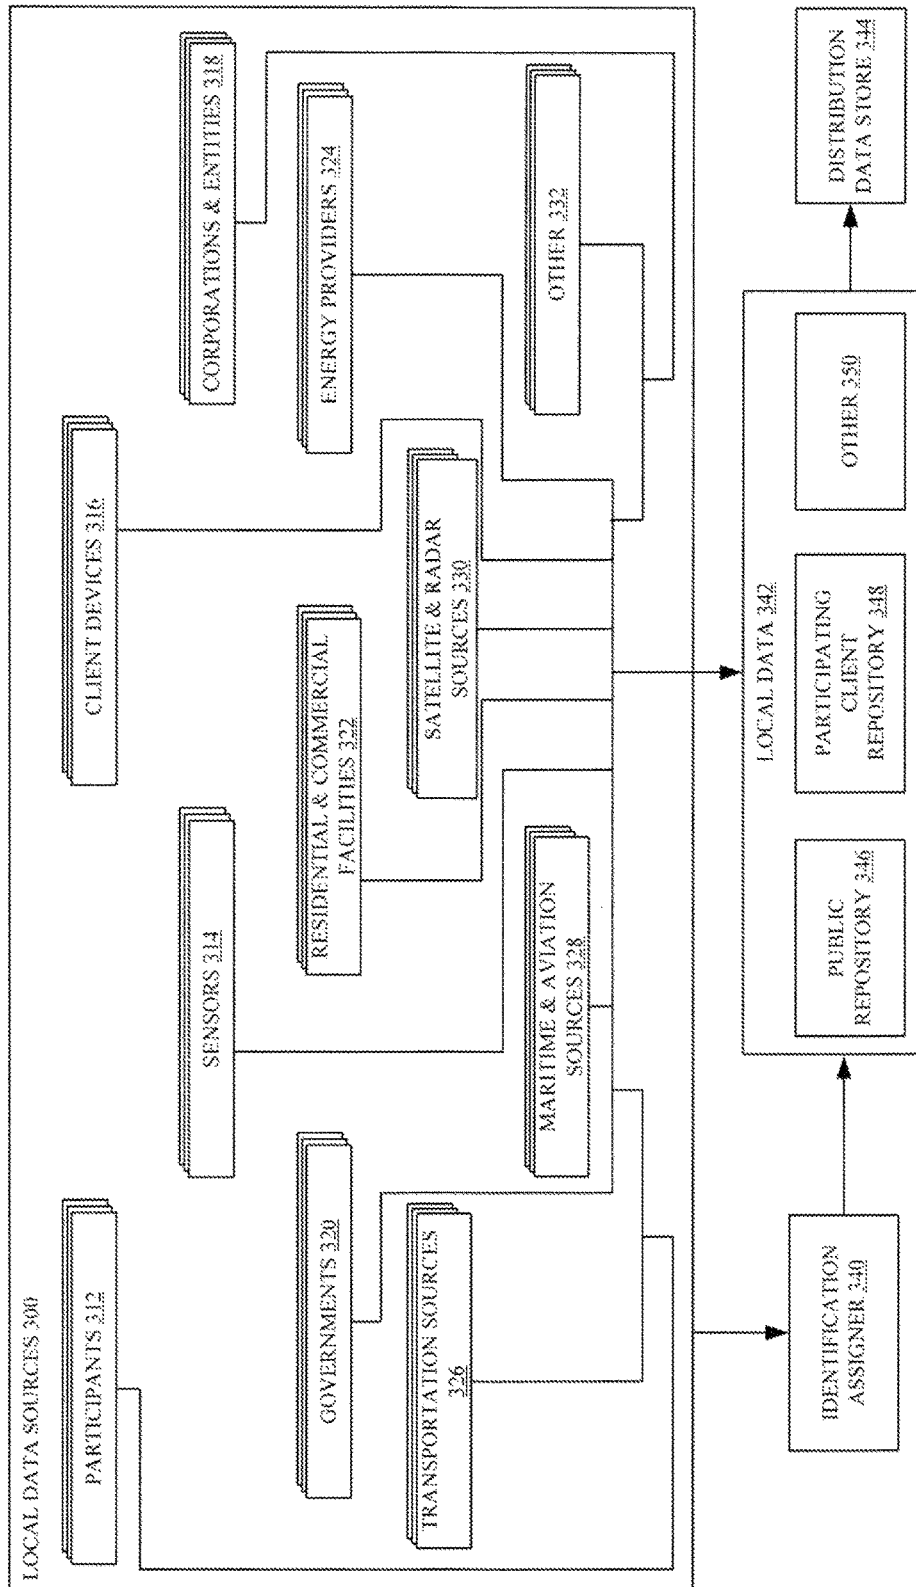 LOCAL DATA SOURCES 300
PARTICIPANTS 312
CLIENT DEVICES 316
SENSORS 314
CORPORATIONS & ENTITIES 318
GOVERNMENTS 320
RESIDENTIAL & COMMERCIAL
FACILITIES 322
ENERGY PROVIDERS 324
TRANSPORTATION SOURCES
326
SATELLITE & RADAR
SOURCES 330
MARITIME & AVIATION
SOURCES 328
OTHER 332
IDENTIFICATION
ASSIGNER 340
LOCAL DATA 342
PUBLIC
REPOSITORY 346
PARTICIPATING
CLIENT
REPOSITORY 348
OTHER 350
DISTRIBUTION
DATA STORE 344